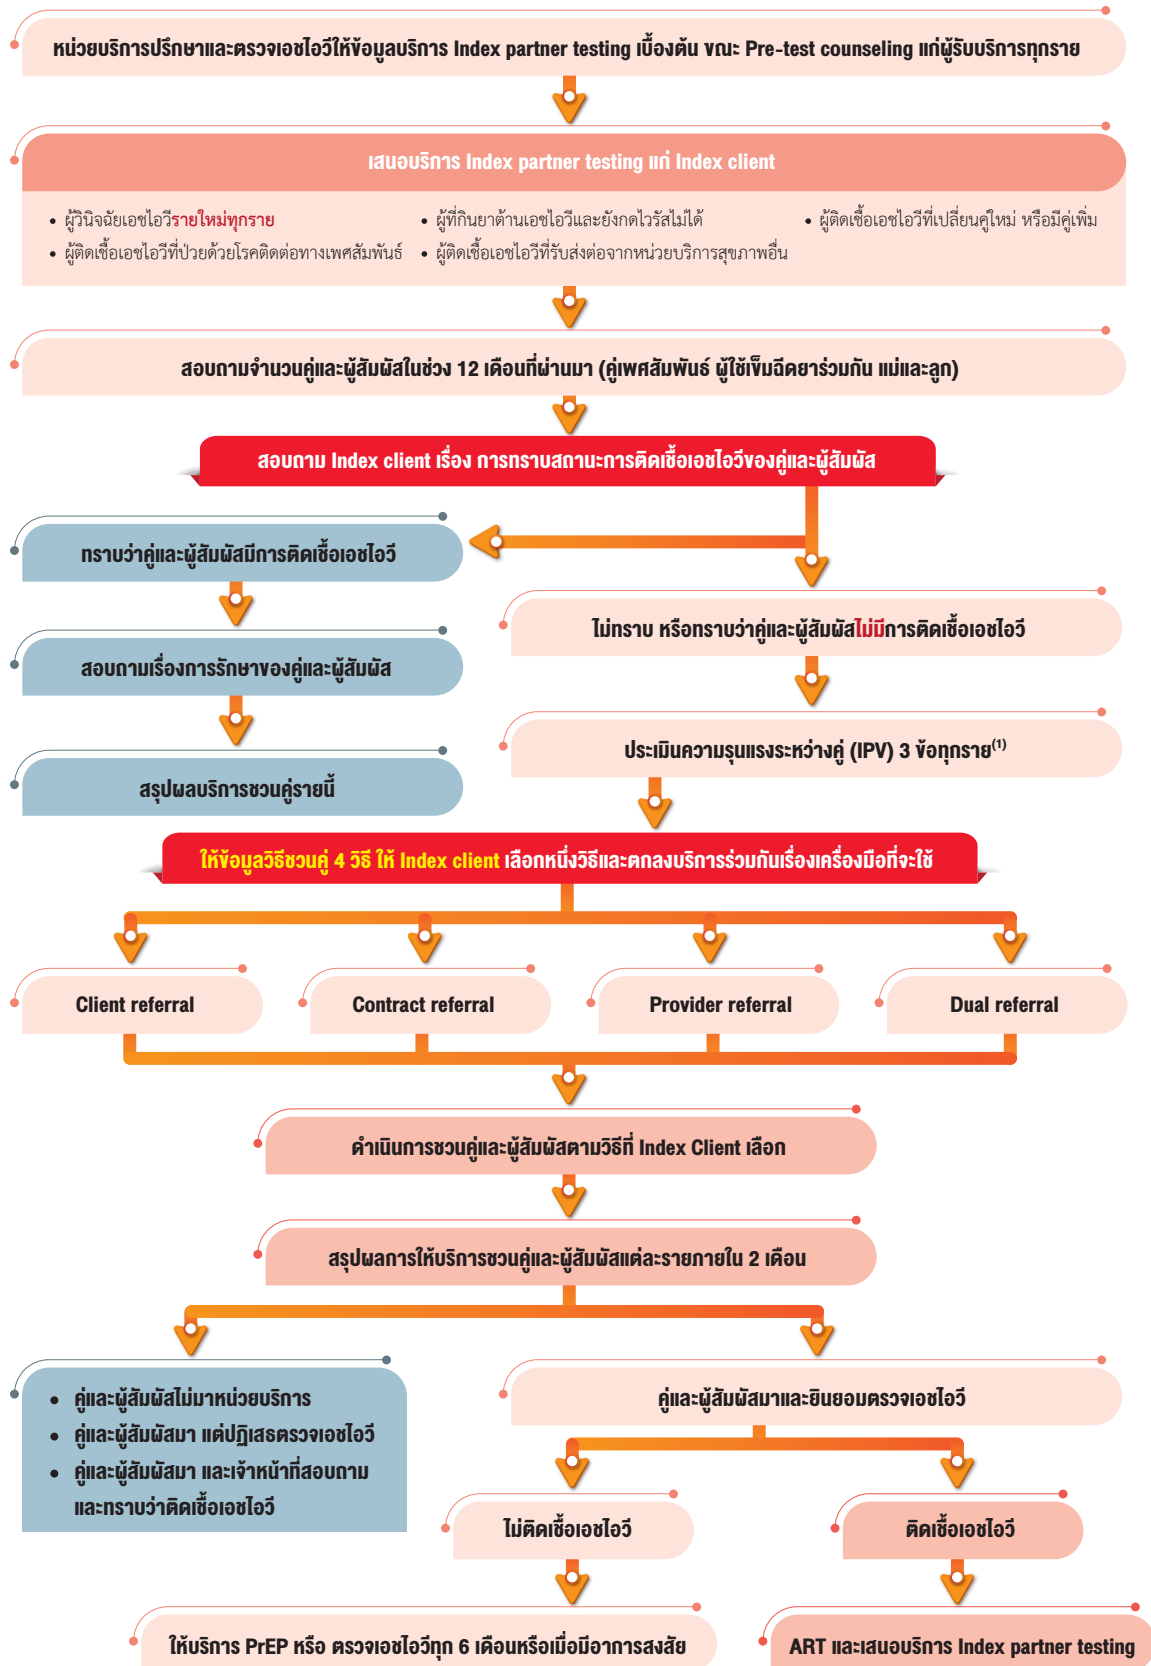 หน่วยบริการปรึกษาและตรวจเอชไอวีให้ข้อมูลบริการ Index partner testing เบื้องต้น ขณะ Pre-test counseling แก่ผู้รับบริการทุกราย
เสนอบริการ Index partner testing แก่ Index client
• ผู้วินิจฉัยเอชไอวีรายใหม่ทุกราย
• ผู้ที่กินยาต้านเอชไอวีและยังกดไวรัสไม่ได้
• ผู้ติดเชื้อเอชไอวีที่เปลี่ยนคู่ใหม่ หรือมีคู่เพิ่ม
• ผู้ติดเชื้อเอชไอวีที่ป่วยด้วยโรคติดต่อทางเพศสัมพันธ์
• ผู้ติดเชื้อเอชไอวีที่รับส่งต่อจากหน่วยบริการสุขภาพอื่น
สอบถามจำนวนคู่และผู้สัมผัสในช่วง 12 เดือนที่ผ่านมา (คู่เพศสัมพันธ์ ผู้ใช้เข็มฉีดยาร่วมกัน แม่และลูก)
สอบถาม Index client เรื่อง การทราบสถานะการติดเชื้อเอชไอวีของคู่และผู้สัมผัส
ทราบว่าคู่และผู้สัมผัสมีการติดเชื้อเอชไอวี
ไม่ทราบ หรือทราบว่าคู่และผู้สัมผัสไม่มีการติดเชื้อเอชไอวี
สอบถามเรื่องการรักษาของคู่และผู้สัมผัส
ประเมินความรุนแรงระหว่างคู่ (IPV) 3 ข้อทุกราย(1)
สรุปผลบริการชวนคู่รายนี้
ให้ข้อมูลวิธีชวนคู่ 4 วิธี ให้ Index client เลือกหนึ่งวิธีและตกลงบริการร่วมกันเรื่องเครื่องมือที่จะใช้
Client referral
Contract referral
Provider referral
Dual referral
ดำเนินการชวนคู่และผู้สัมผัสตามวิธีที่ Index Client เลือก
สรุปผลการให้บริการชวนคู่และผู้สัมผัสแต่ละรายภายใน 2 เดือน
• คู่และผู้สัมผัสไม่มาหน่วยบริการ
• คู่และผู้สัมผัสมา แต่ปฏิเสธตรวจเอชไอวี
• คู่และผู้สัมผัสมา และเจ้าหน้าที่สอบถาม
และทราบว่าติดเชื้อเอชไอวี
คู่และผู้สัมผัสมาและยินยอมตรวจเอชไอวี
ไม่ติดเชื้อเอชไอวี
ติดเชื้อเอชไอวี
ให้บริการ PrEP หรือ ตรวจเอชไอวีทุก 6 เดือนหรือเมื่อมีอาการสงสัย
ART และเสนอบริการ Index partner testing